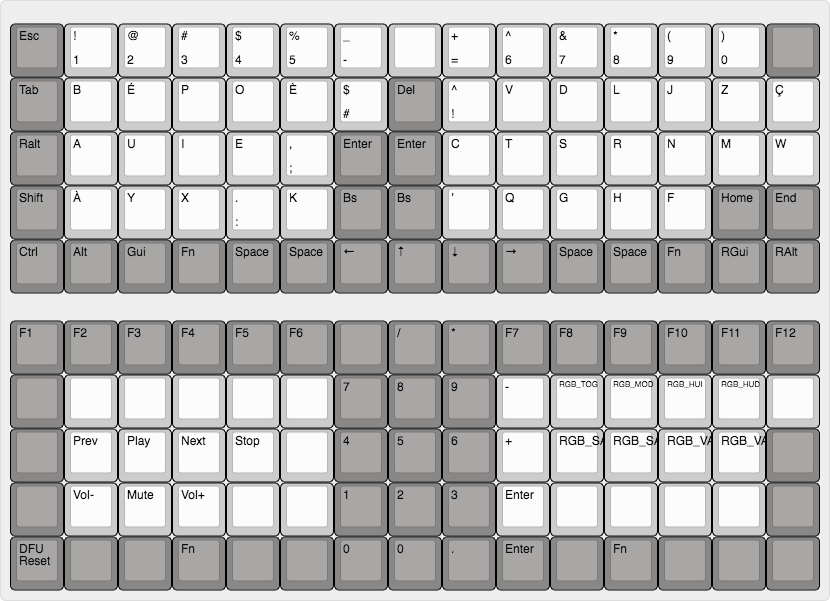 Esc ! @ # $ % _ + ^ & * ( )
1 2 3 4 5 - = 6 7 8 9 0
Tab B É P O È $ Del ^ V D L J Z Ç
# !
Ralt A U I E , Enter Enter C T S R N M W
;
Shift À Y X . K Bs Bs ' Q G H F Home End
:
Ctrl Alt Gui Fn Space Space ← ↑ ↓ → Space Space Fn RGui RAlt
F1 F2 F3 F4 F5 F6 / * F7 F8 F9 F10 F11 F12
7 8 9 - RGB_TOG RGB_MOD RGB_HUI RGB_HUD
Prev Play Next Stop 4 5 6 + RGB_SA RGB_SA RGB_VA RGB_VA
Vol- Mute Vol+ 1 2 3 Enter
DFU Fn 0 0 . Enter Fn
Reset